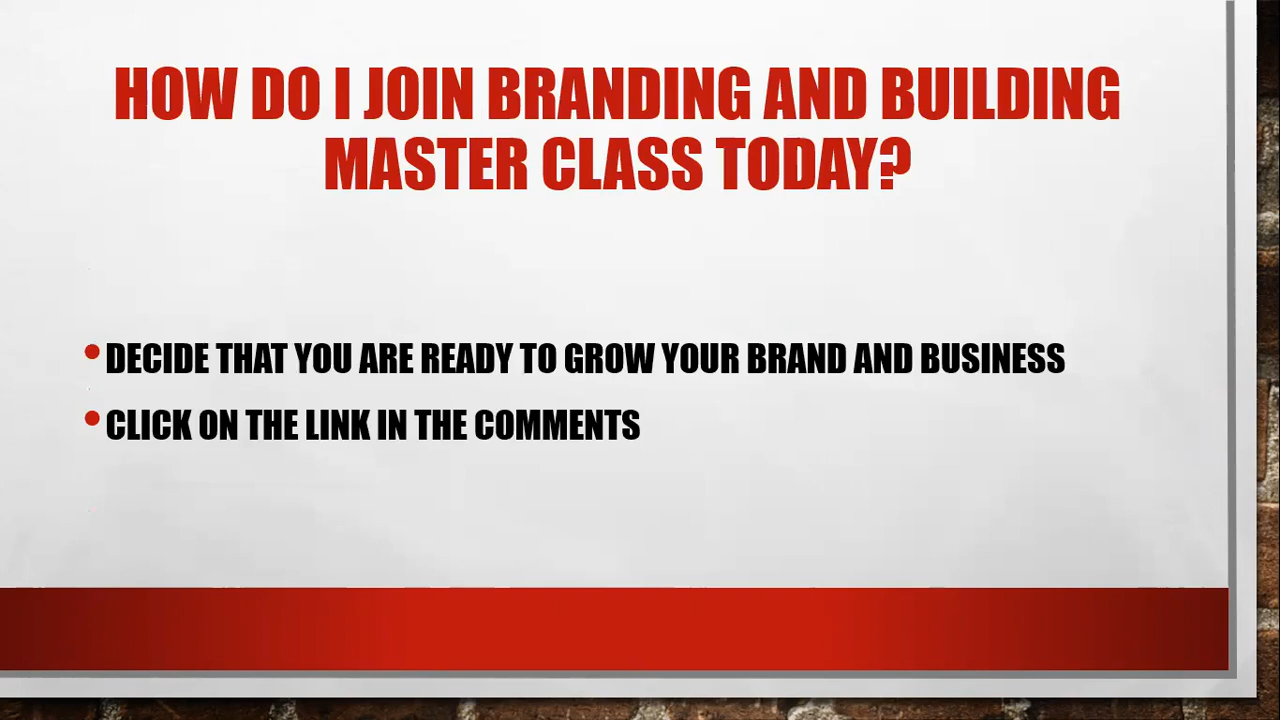 HOW DO I JOIN BRANDING AND BUILDING
MASTER CLASS TODAY?
•DECIDE THAT YOU ARE READY TO GROW YOUR BRAND AND BUSINESS
•CLICK ON THE LINK IN THE COMMENTS